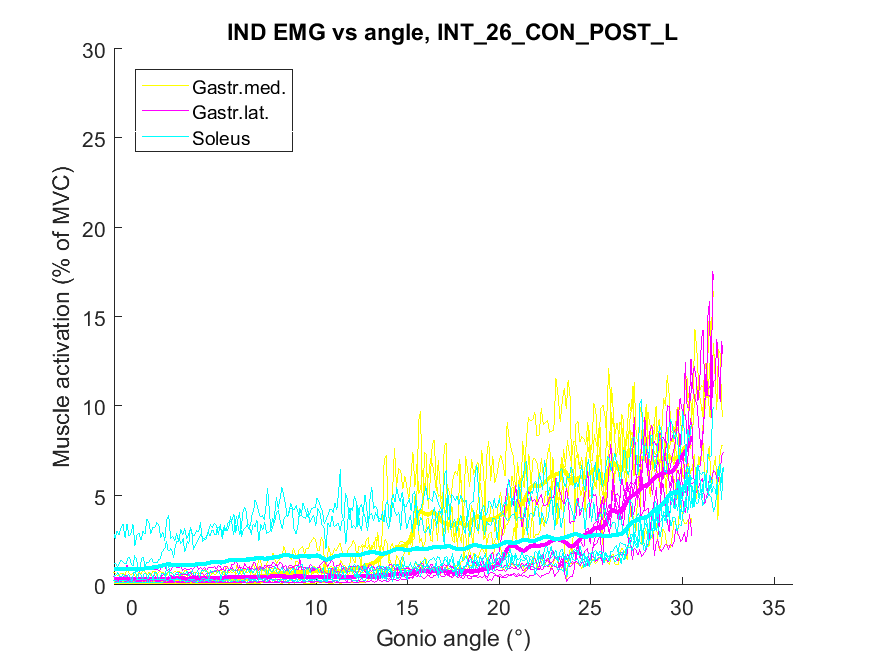 IND EMG vs angle, INT_26_CON_POST_L
30
25
20
15
10
5
0
Muscle activation (% of MVC)
Gastr.med.
Gastr.lat.
Soleus
0 5 10 15 20 25 30 35
Gonio angle (°)